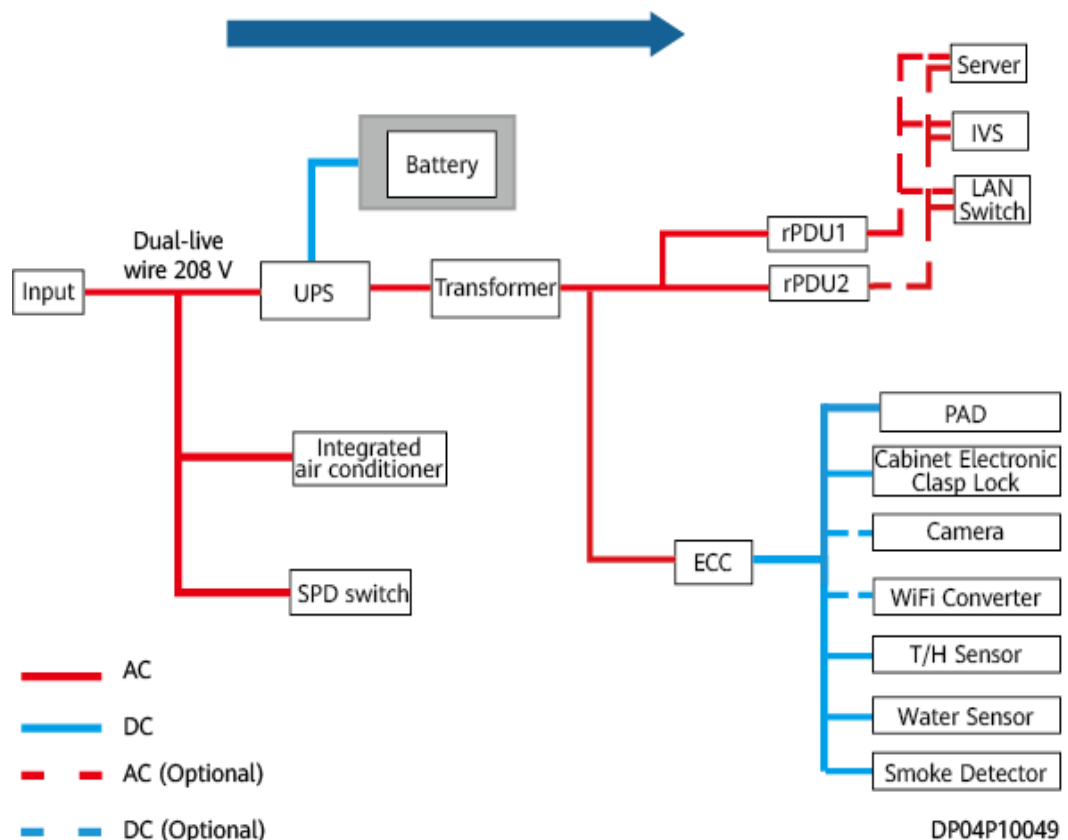 Server
IVS
LAN
Switch
Battery
rPDU1
Dual-live
wire 208 V
Input
UPS
Transformer
rPDU2
PAD
Integrated
air conditioner
Cabinet Electronic
Clasp Lock
Camera
ECC
SPD switch
WiFi Converter
T/H Sensor
AC
DC
Water Sensor
AC (Optional)
Smoke Detector
DC (Optional)
DP04P10049